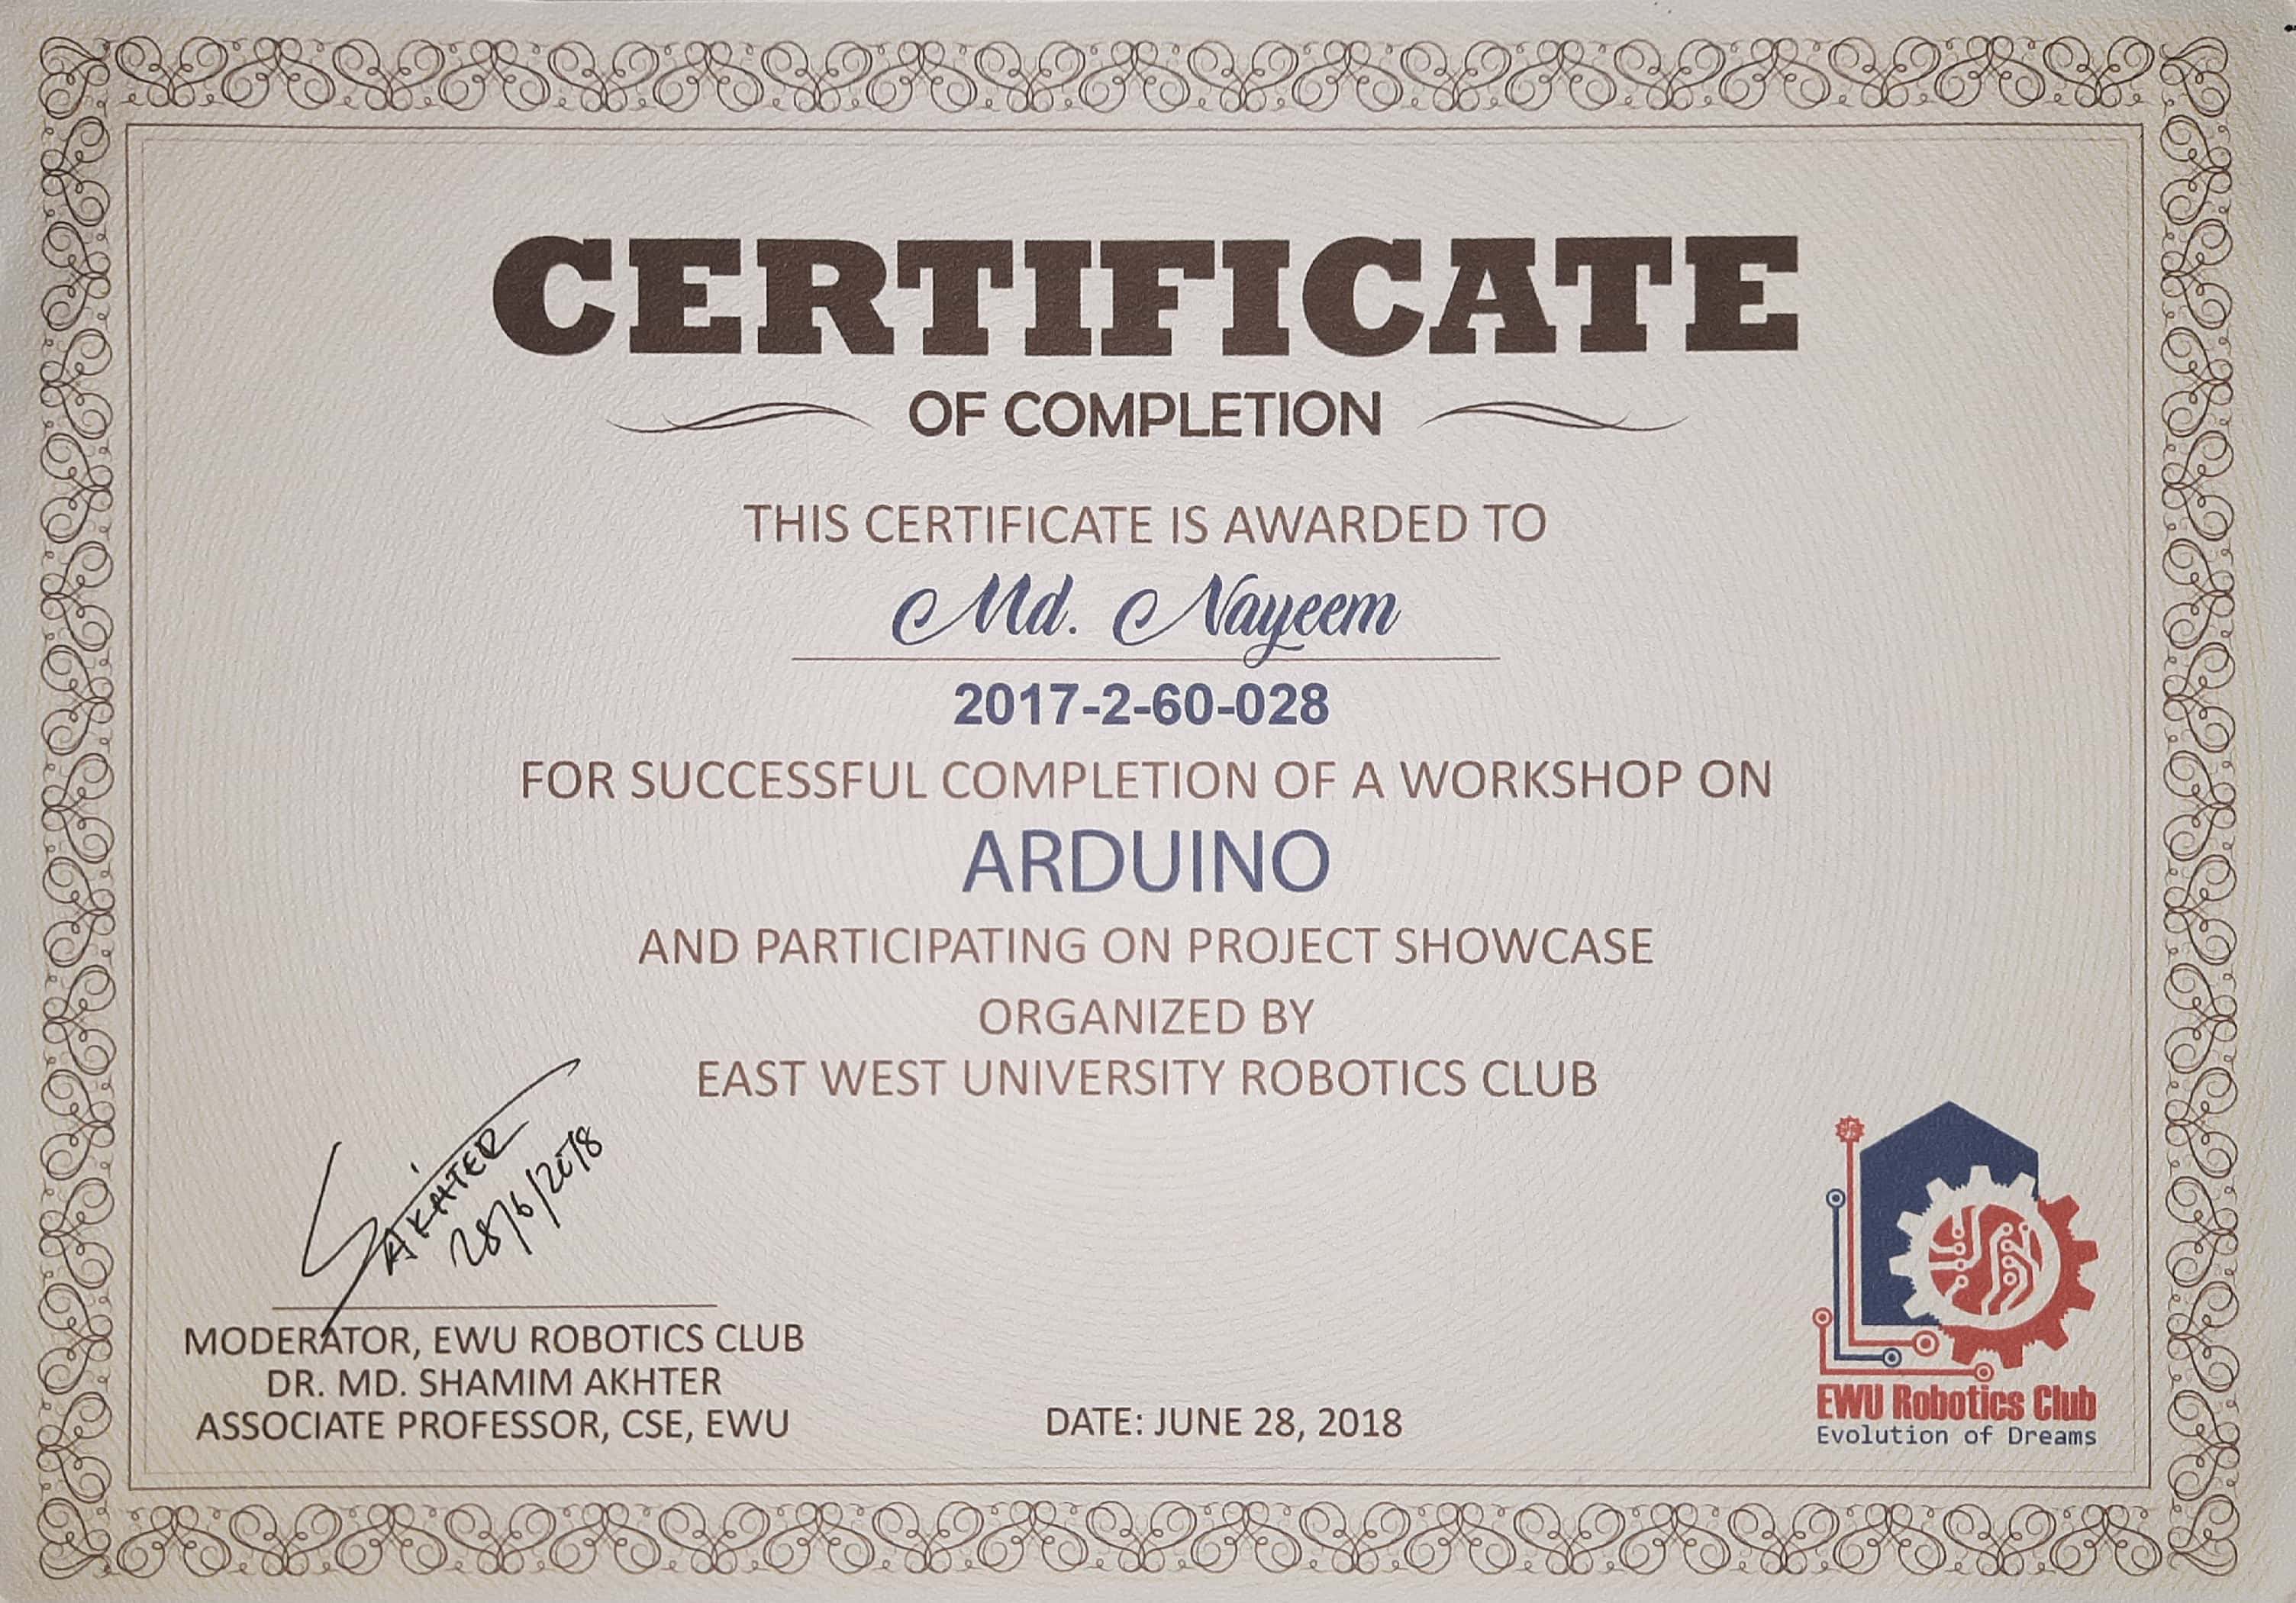 CERTIFICATE
OF COMPLETION
THIS CERTIFICATE IS AWARDED TO
Md. Nayeem
2017-2-60-028
FOR SUCCESSFUL COMPLETION OF A WORKSHOP ON
ARDUINO
AND PARTICIPATING ON PROJECT SHOWCASE
ORGANIZED BY
EAST WEST UNIVERSITY ROBOTICS CLUB
SAKHTER
28/6/2018
MODERATOR, EWU ROBOTICS CLUB
DR. MD. SHAMIM AKHTER
ASSOCIATE PROFESSOR, CSE, EWU
DATE: JUNE 28, 2018
EWU Robotics Club
Evolution of Dreams